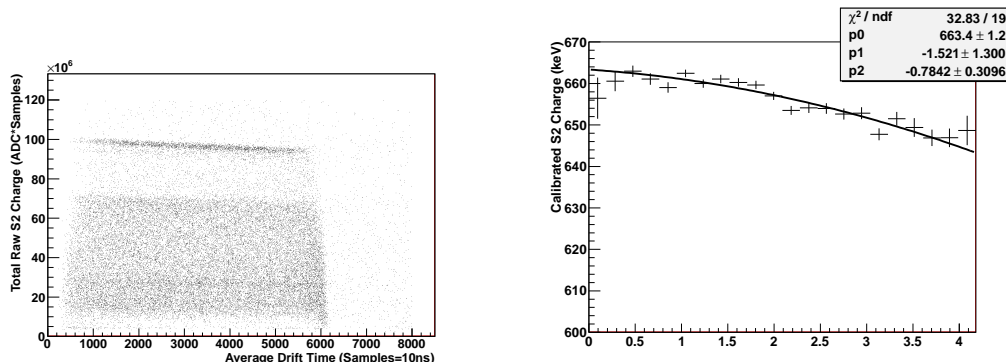 ×10⁶
120
100
80
60
40
20
0
Total Raw S2 Charge (ADC*Samples)
0 1000 2000 3000 4000 5000 6000 7000 8000
Average Drift Time (Samples=10ns)
χ² / ndf 32.83 / 19
p0 663.4 ± 1.2
p1 -1.521 ± 1.300
p2 -0.7842 ± 0.3096
670
660
650
640
630
620
610
600
Calibrated S2 Charge (keV)
0 0.5 1 1.5 2 2.5 3 3.5 4